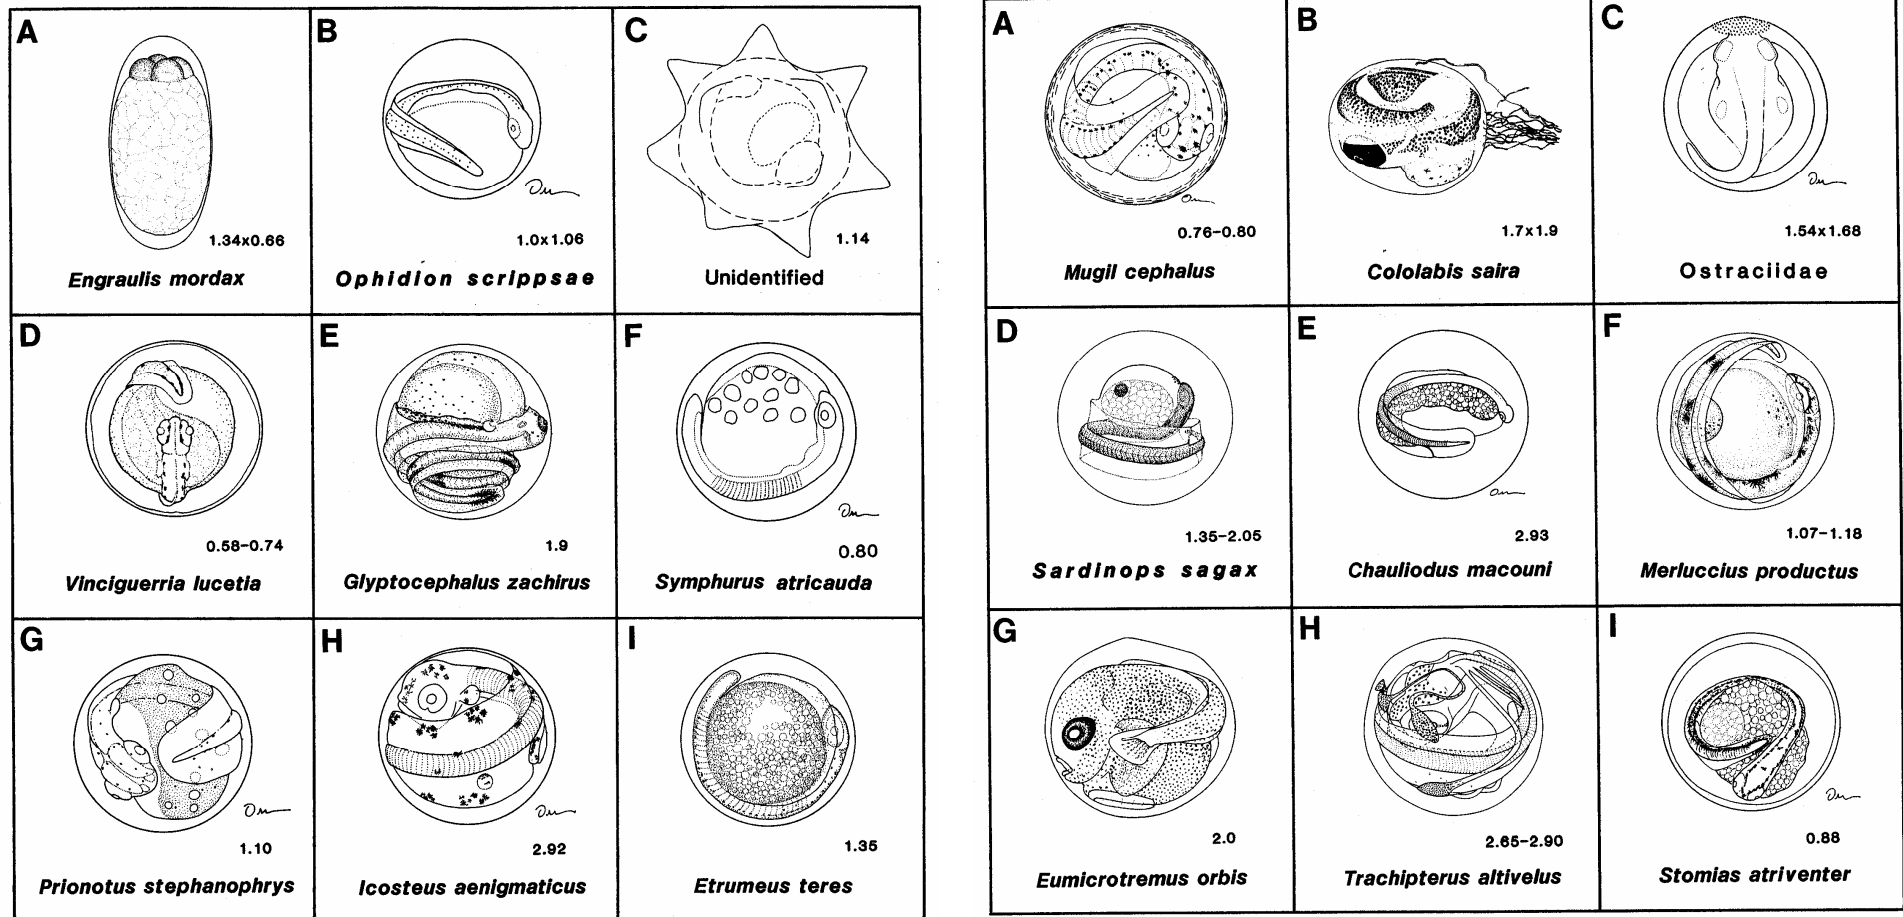 A
1.34x0.66
Engraulis mordax
B
1.0x1.06
Ophidion scrippsae
C
1.14
Unidentified
D
0.58-0.74
Vinciguerria lucetia
E
1.9
Glyptocephalus zachirus
F
0.80
Symphurus atricauda
G
1.10
Prionotus stephanophrys
H
2.92
Icosteus aenigmaticus
I
1.35
Etrumeus teres
A
0.76-0.80
Mugil cephalus
B
1.7x1.9
Cololabis saira
C
1.54x1.68
Ostraciidae
D
1.35-2.05
Sardinops sagax
E
2.93
Chauliodus macouni
F
1.07-1.18
Merluccius productus
G
2.0
Eumicrotremus orbis
H
2.65-2.90
Trachipterus altivelus
I
0.88
Stomias atriventer